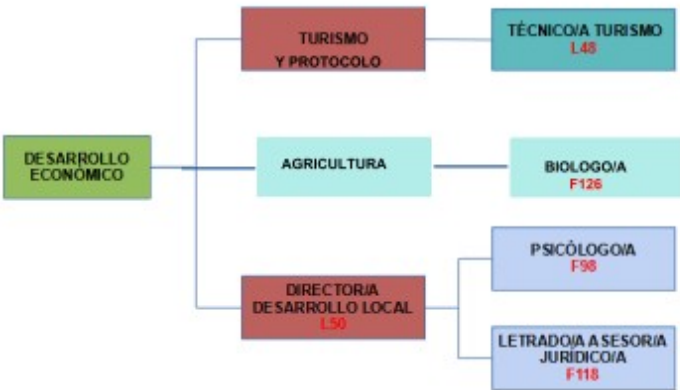 TURISMO
Y PROTOCOLO
TÉCNICO/A TURISMO
L48
DESARROLLO
ECONÓMICO
AGRICULTURA
BIOLOGO/A
F126
DIRECTOR/A
DESARROLLO LOCAL
L50
PSICÓLOGO/A
F98
LETRADO/A ASESOR/A
JURÍDICO/A
F118